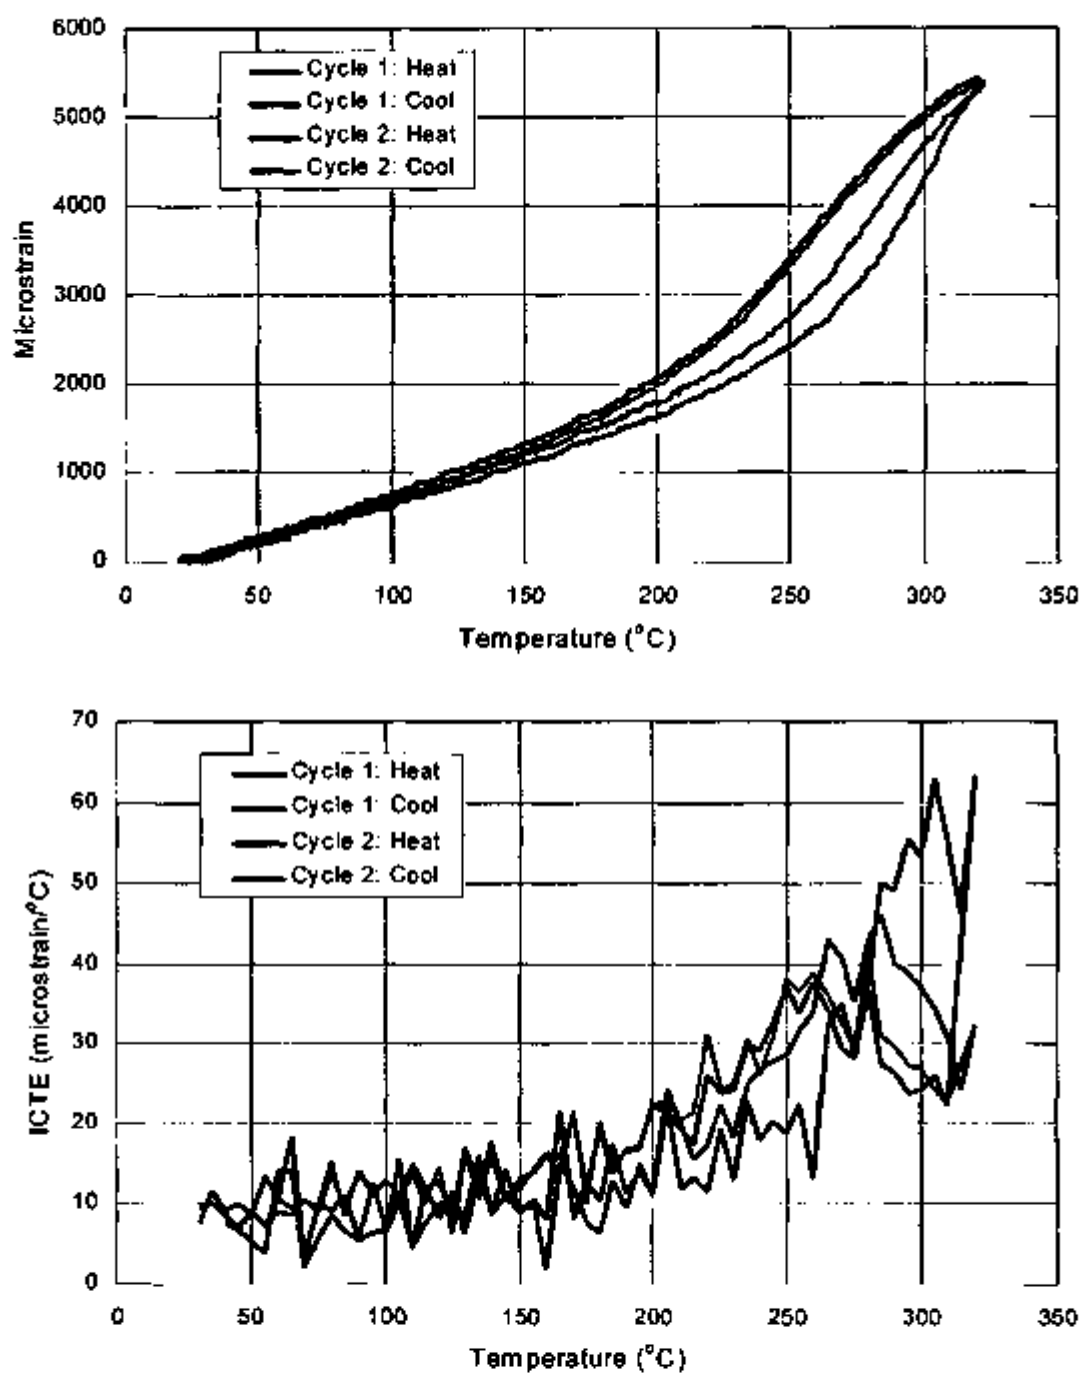 6000
5000
4000
3000
2000
1000
0
Microstrain
Cycle 1: Heat
Cycle 1: Cool
Cycle 2: Heat
Cycle 2: Cool
0 50 100 150 200 250 300 350
Temperature (°C)
70
60
50
40
30
20
10
0
ICTE (microstrain/°C)
Cycle 1: Heat
Cycle 1: Cool
Cycle 2: Heat
Cycle 2: Cool
0 50 100 150 200 250 300 350
Temperature (°C)